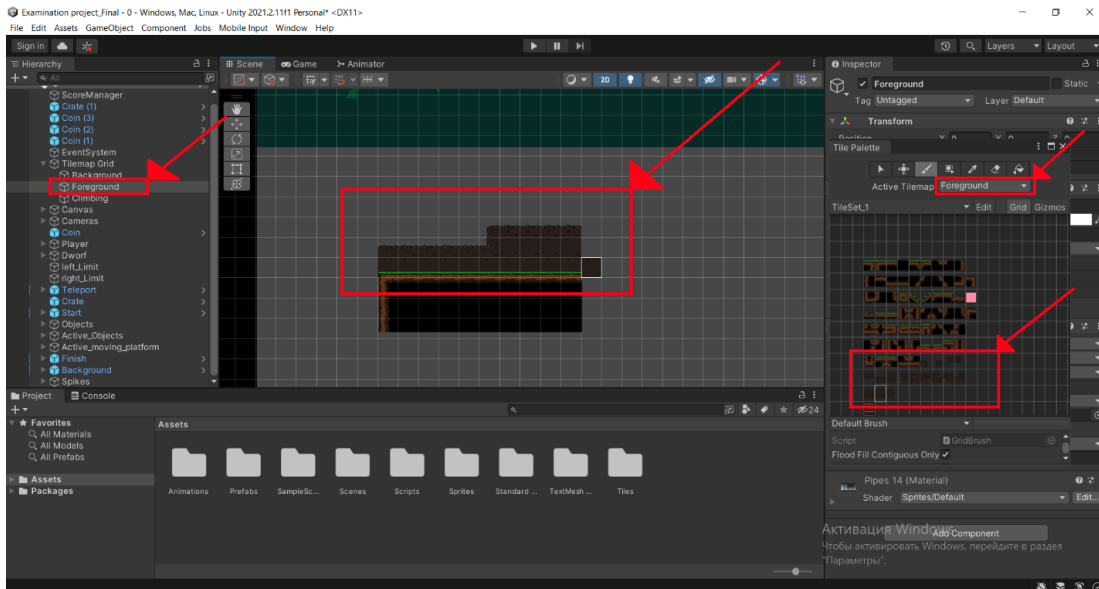 Examination project_Final - 0 - Windows, Mac, Linux - Unity 2021.2.11f1 Personal* <DX11>
File Edit Assets GameObject Component Jobs Mobile Input Window Help
Sign in
Layers
Layout
Hierarchy
All
ScoreManager
Crate (1)
Coin (3)
Coin (2)
Coin (1)
EventSystem
Tilemap Grid
Background
Foreground
Climbing
Canvas
Cameras
Coin
Player
Dworf
left_Limit
right_Limit
Teleport
Crate
Start
Objects
Active_Objects
Active_moving_platform
Finish
Background
Spikes
Scene Game Animator
2D
Inspector
Foreground Static
Tag Untagged Layer Default
Transform
Position X 0 Y 0 Z 0
Tile Palette
Active Tilemap Foreground
TileSet_1 Edit Grid Gizmos
Default Brush
Script GridBrush
Flood Fill Contiguous Only
Pipes 14 (Material)
Shader Sprites/Default Edit...
Add Component
Активация Windows
Чтобы активировать Windows, перейдите в раздел
"Параметры".
Project Console
24
Favorites
All Materials
All Models
All Prefabs
Assets
Packages
Assets
Animations Prefabs SampleSc... Scenes Scripts Sprites Standard ... TextMesh ... Tiles